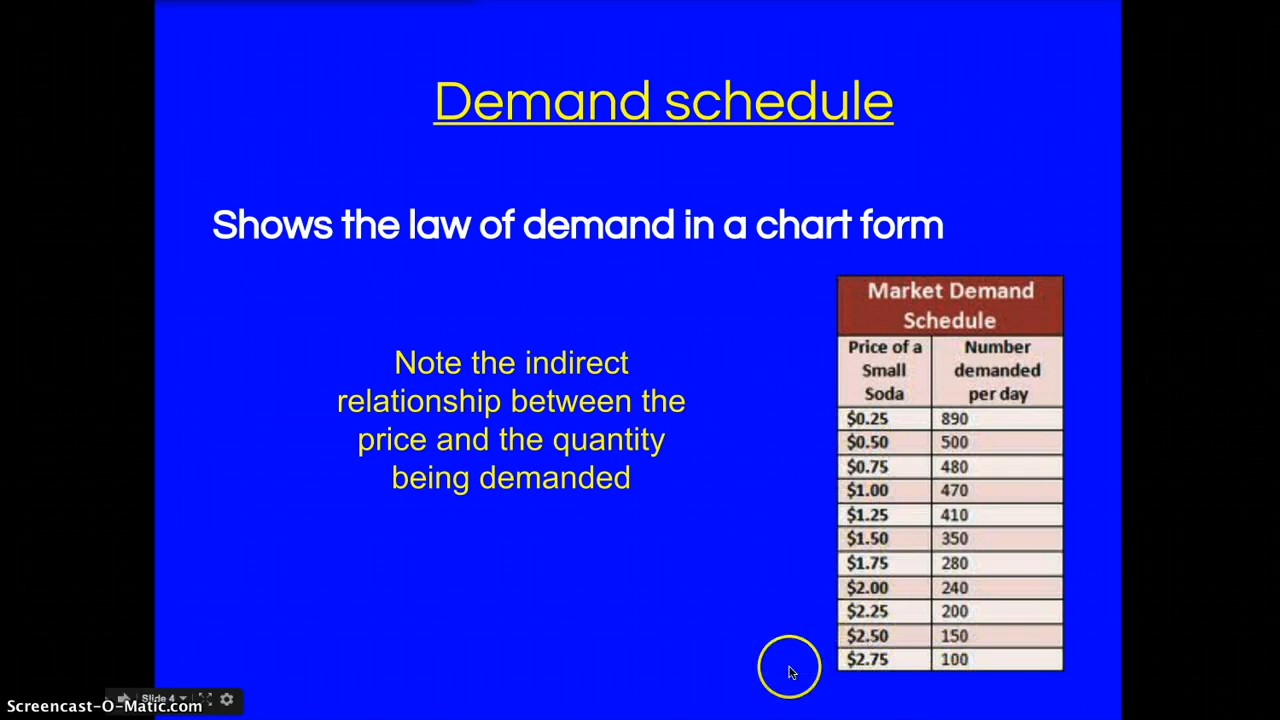 Demand schedule
Shows the law of demand in a chart form
Note the indirect
relationship between the
price and the quantity
being demanded
Market Demand
Schedule
Price of a
Small
Soda
Number
demanded
per day
$0.25 890
$0.50 500
$0.75 480
$1.00 470
$1.25 410
$1.50 350
$1.75 280
$2.00 240
$2.25 200
$2.50 150
$2.75 100
Slide 4
Screencast-O-Matic.com